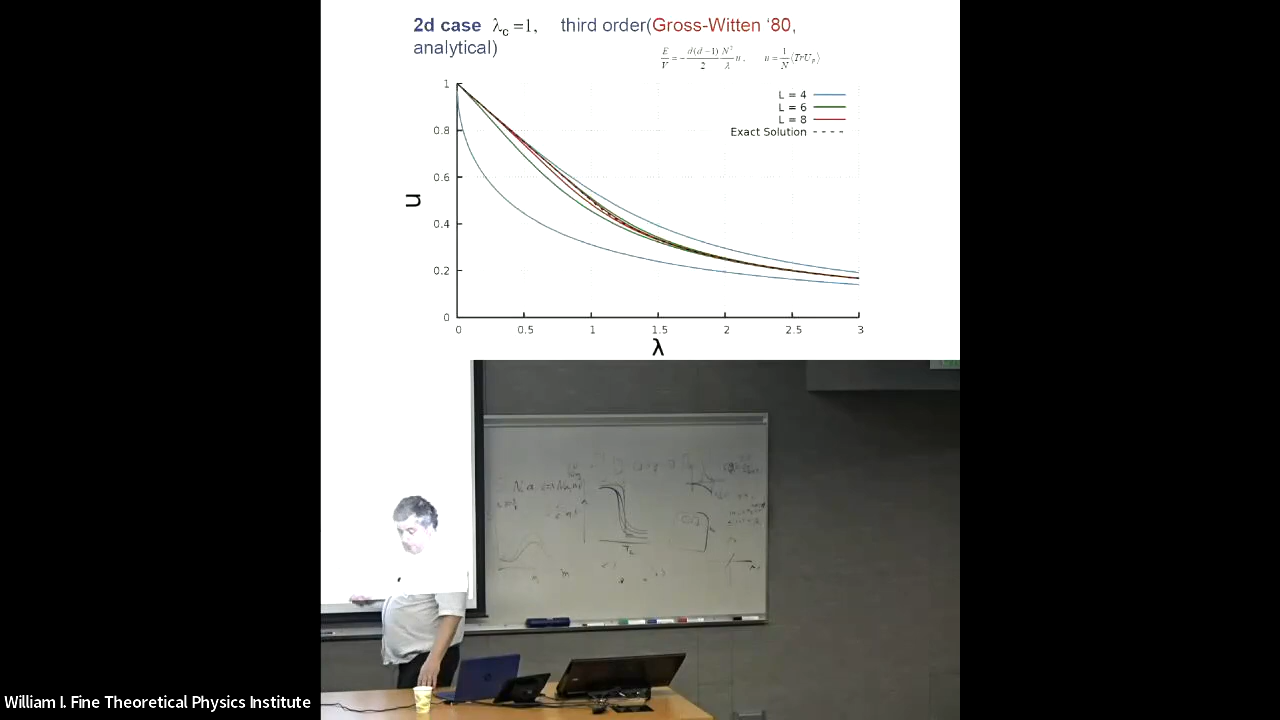 2d case λc=1, third order(Gross-Witten ‘80,
analytical)
E/V = - d(d-1)/2 N²/λ u, u = 1/N ⟨TrUp⟩
L = 4
L = 6
L = 8
Exact Solution
1
0.8
0.6
0.4
0.2
0
u
0 0.5 1 1.5 2 2.5 3
λ
William I. Fine Theoretical Physics Institute